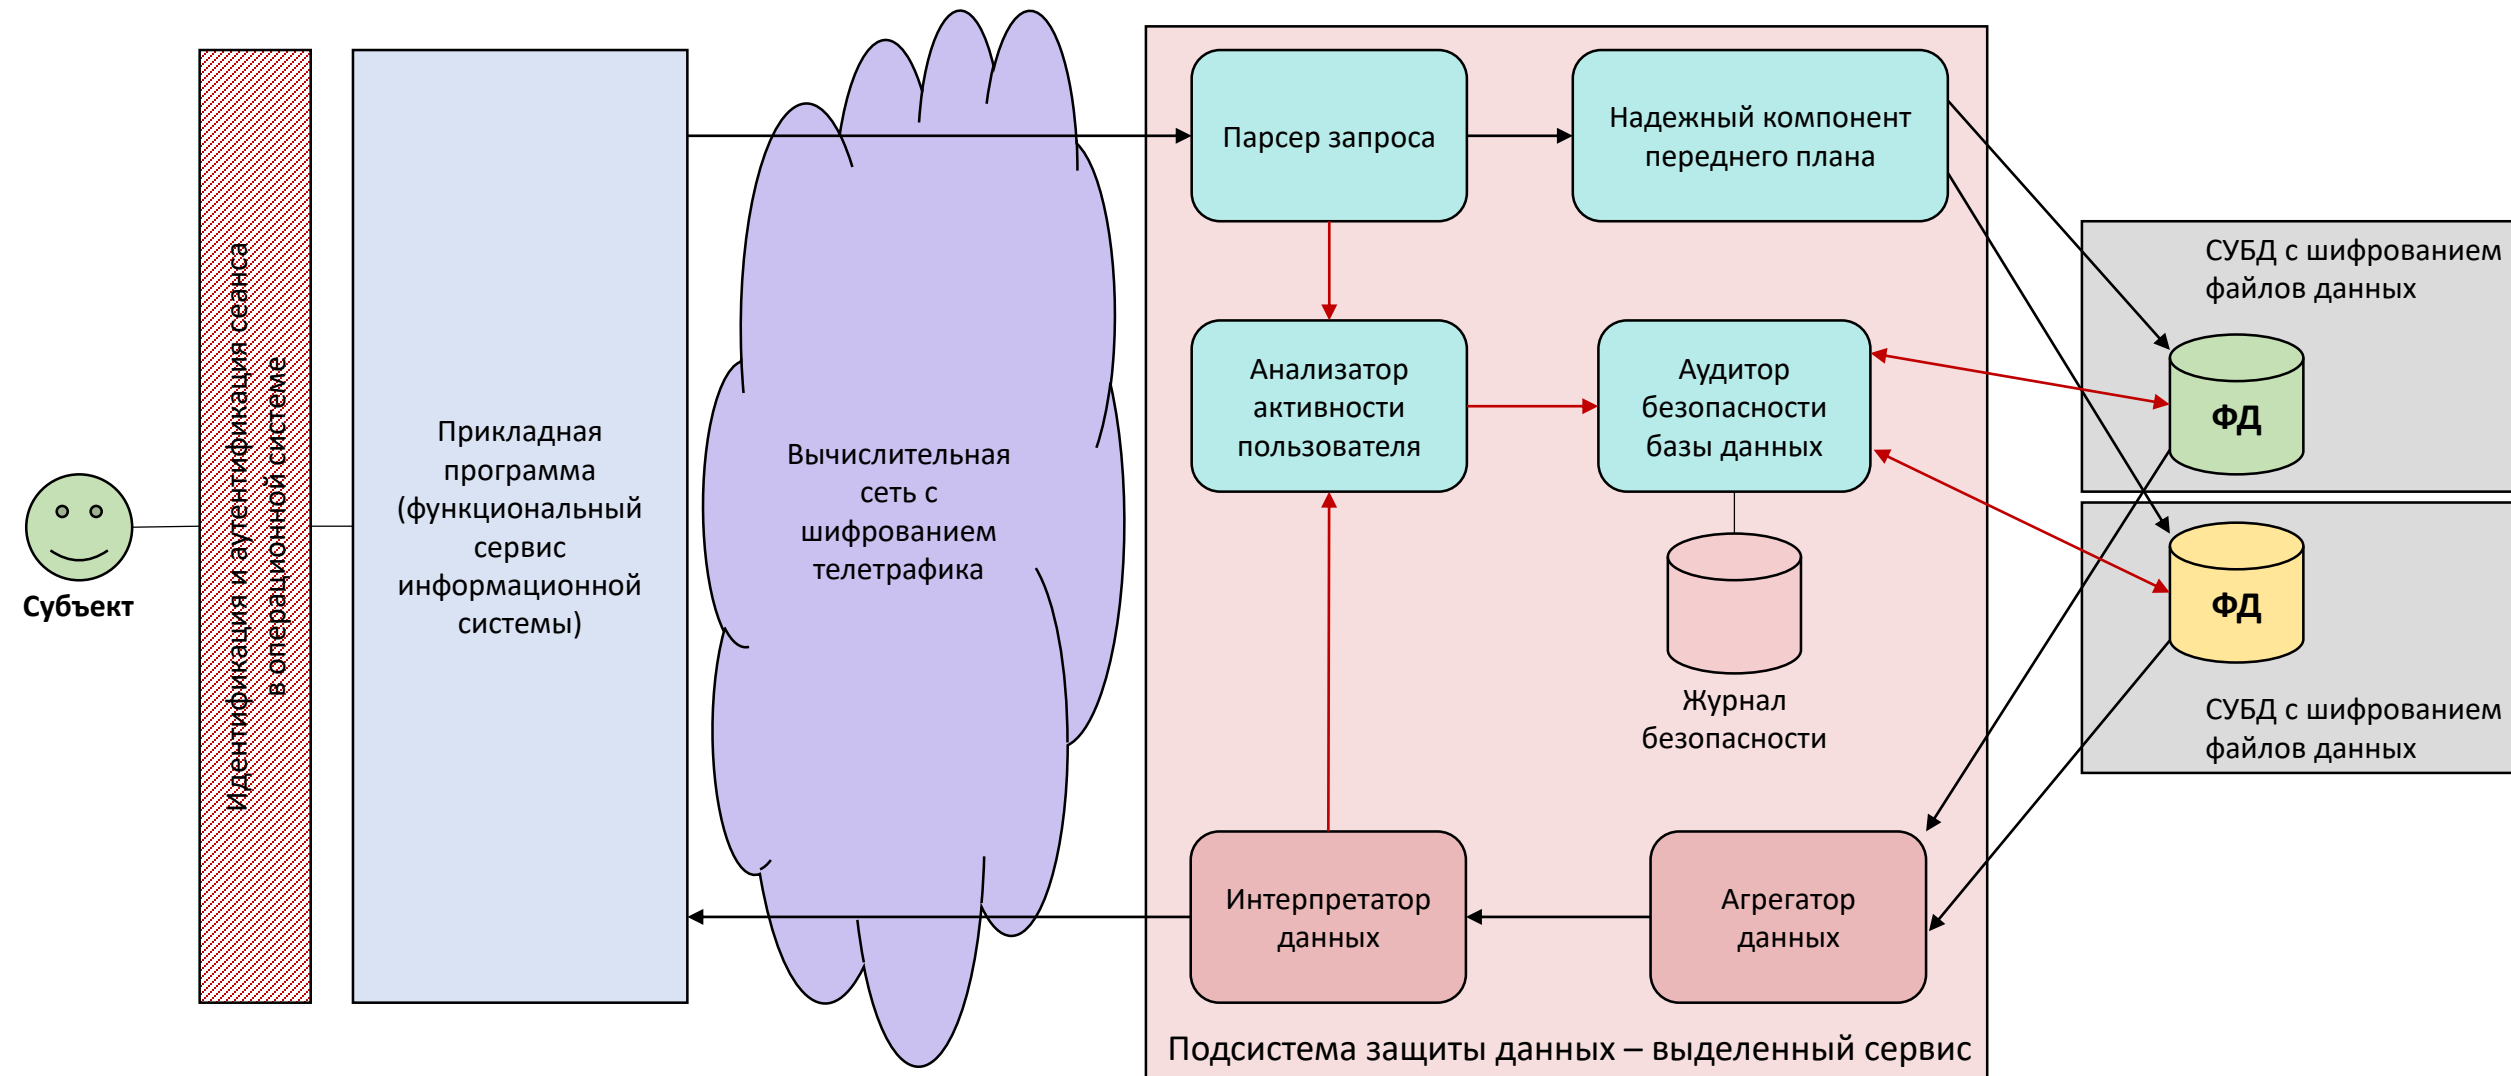 Субъект
Идентификация и аутентификация сеанса
в операционной системе
Прикладная
программа
(функциональный
сервис
информационной
системы)
Вычислительная
сеть с
шифрованием
телетрафика
Парсер запроса
Надежный компонент
переднего плана
Анализатор
активности
пользователя
Аудитор
безопасности
базы данных
Журнал
безопасности
Интерпретатор
данных
Агрегатор
данных
Подсистема защиты данных – выделенный сервис
СУБД с шифрованием
файлов данных
ФД
ФД
СУБД с шифрованием
файлов данных